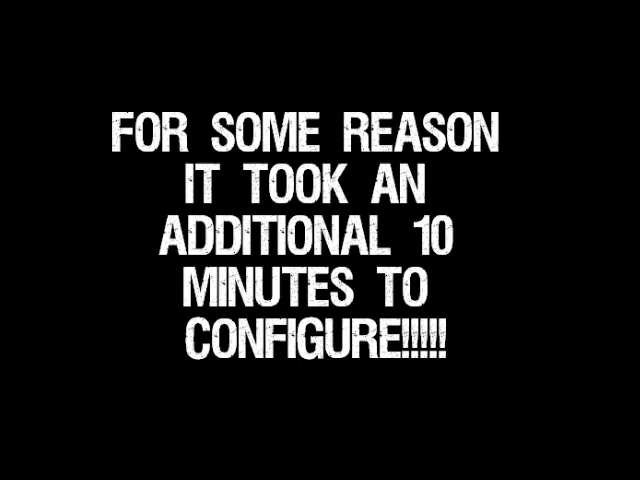 FOR SOME REASON
IT TOOK AN
ADDITIONAL 10
MINUTES TO
CONFIGURE!!!!!